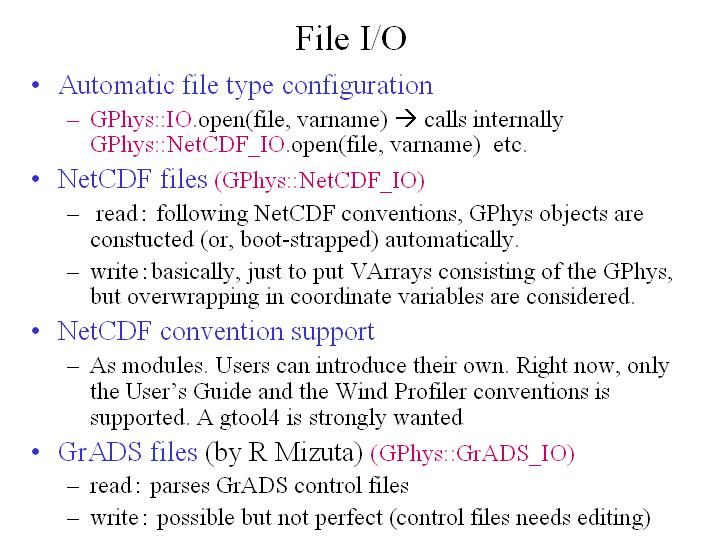 File I/O
• Automatic file type configuration
– GPhys::IO.open(file, varname) → calls internally
GPhys::NetCDF_IO.open(file, varname) etc.
• NetCDF files (GPhys::NetCDF_IO)
– read: following NetCDF conventions, GPhys objects are
constucted (or, boot-strapped) automatically.
– write:basically, just to put VArrays consisting of the GPhys,
but overwrapping in coordinate variables are considered.
• NetCDF convention support
– As modules. Users can introduce their own. Right now, only
the User's Guide and the Wind Profiler conventions is
supported. A gtool4 is strongly wanted
• GrADS files (by R Mizuta) (GPhys::GrADS_IO)
– read: parses GrADS control files
– write: possible but not perfect (control files needs editing)